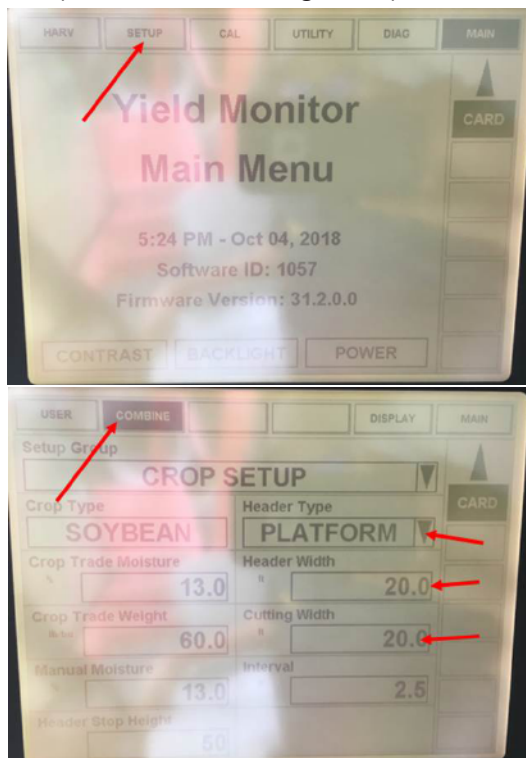 HARV SETUP CAL UTILITY DIAG MAIN
CARD
Yield Monitor
Main Menu
5:24 PM - Oct 04, 2018
Software ID: 1057
Firmware Version: 31.2.0.0
CONTRAST BACKLIGHT POWER
USER COMBINE DISPLAY MAIN
Setup Group
CROP SETUP
CARD
Crop Type Header Type
SOYBEAN PLATFORM
Crop Trade Moisture Header Width
% 13.0 ft 20.0
Crop Trade Weight Cutting Width
60.0 ft 20.0
Manual Moisture Interval
% 13.0 2.5
Header Stop Height
50